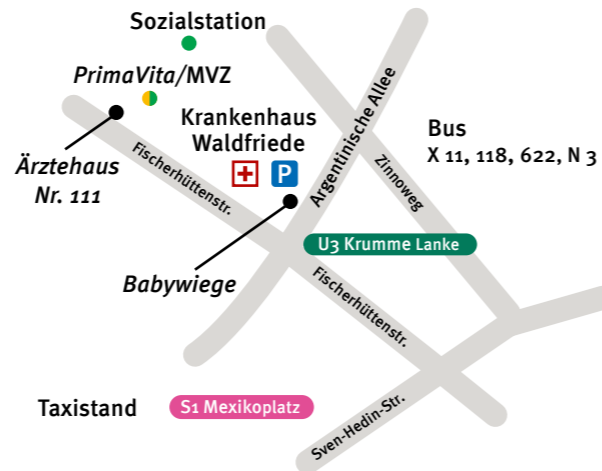 Sozialstation
PrimaVita/MVZ
Krankenhaus
Waldfriede
P
Ärztehaus
Nr. 111
Fischerhüttenstr.
Argentinische Allee
Zinnoweg
Bus
X 11, 118, 622, N 3
Babywiege
U3 Krumme Lanke
Fischerhüttenstr.
Taxistand
S1 Mexikoplatz
Sven-Hedin-Str.